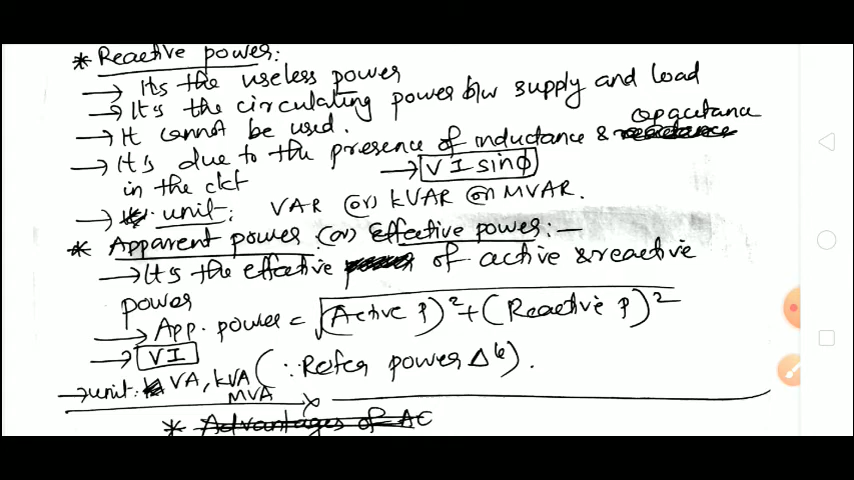 * Reactive power:
→ Its the useless power
→ It's the circulating power b/w supply and load
→ It cannot be used.
→ It's due to the presence of inductance & capacitance
in the ckt → VI sinϕ
→ unit: VAR (or) kVAR (or) MVAR.
* Apparent power (or) Effective power:—
→ It's the effective of active & reactive
power
→ App. power = √(Active P)² + (Reactive P)²
→ VI
(∵ Refer power Δle).
→ unit: VA, kVA
MVA
x
* Advantages of AC